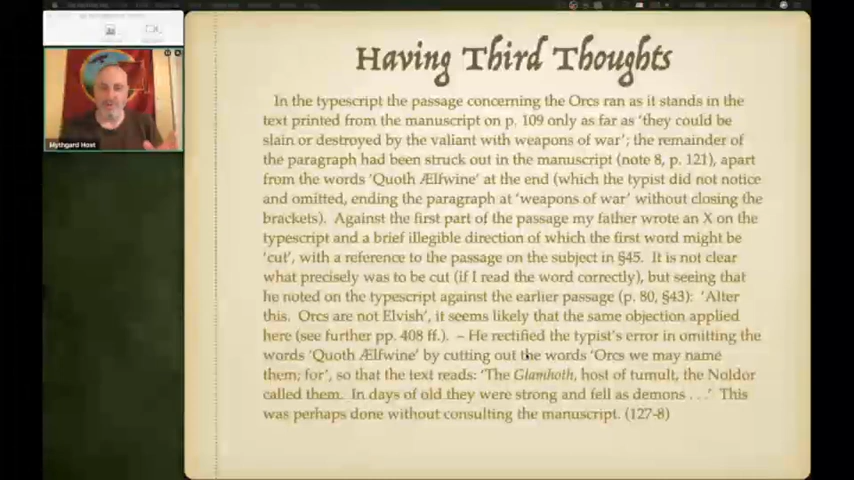 Having Third Thoughts
In the typescript the passage concerning the Orcs ran as it stands in the
text printed from the manuscript on p. 109 only as far as ‘they could be
slain or destroyed by the valiant with weapons of war’; the remainder of
the paragraph had been struck out in the manuscript (note 8, p. 121), apart
from the words ‘Quoth Ælfwine’ at the end (which the typist did not notice
and omitted, ending the paragraph at ‘weapons of war’ without closing the
brackets). Against the first part of the passage my father wrote an X on the
typescript and a brief illegible direction of which the first word might be
‘cut’, with a reference to the passage on the subject in §45. It is not clear
what precisely was to be cut (if I read the word correctly), but seeing that
he noted on the typescript against the earlier passage (p. 80, §43): ‘Alter
this. Orcs are not Elvish’, it seems likely that the same objection applied
here (see further pp. 408 ff.). – He rectified the typist’s error in omitting the
words ‘Quoth Ælfwine’ by cutting out the words ‘Orcs we may name
them; for’, so that the text reads: ‘The Glamhoth, host of tumult, the Noldor
called them. In days of old they were strong and fell as demons . . .’ This
was perhaps done without consulting the manuscript. (127-8)
Mythgard Host